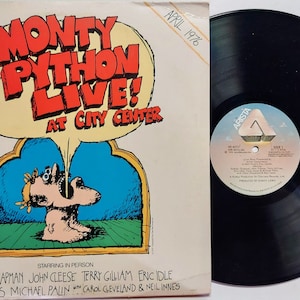 APRIL 1976
MONTY
PYTHON
LIVE!
AT CITY CENTER
STARRING IN PERSON
APMAN JOHN CLEESE TERRY GILLIAM ERIC IDLE
S MICHAEL PALIN WITH CAROL CLEVELAND & NEIL INNES
ARISTA